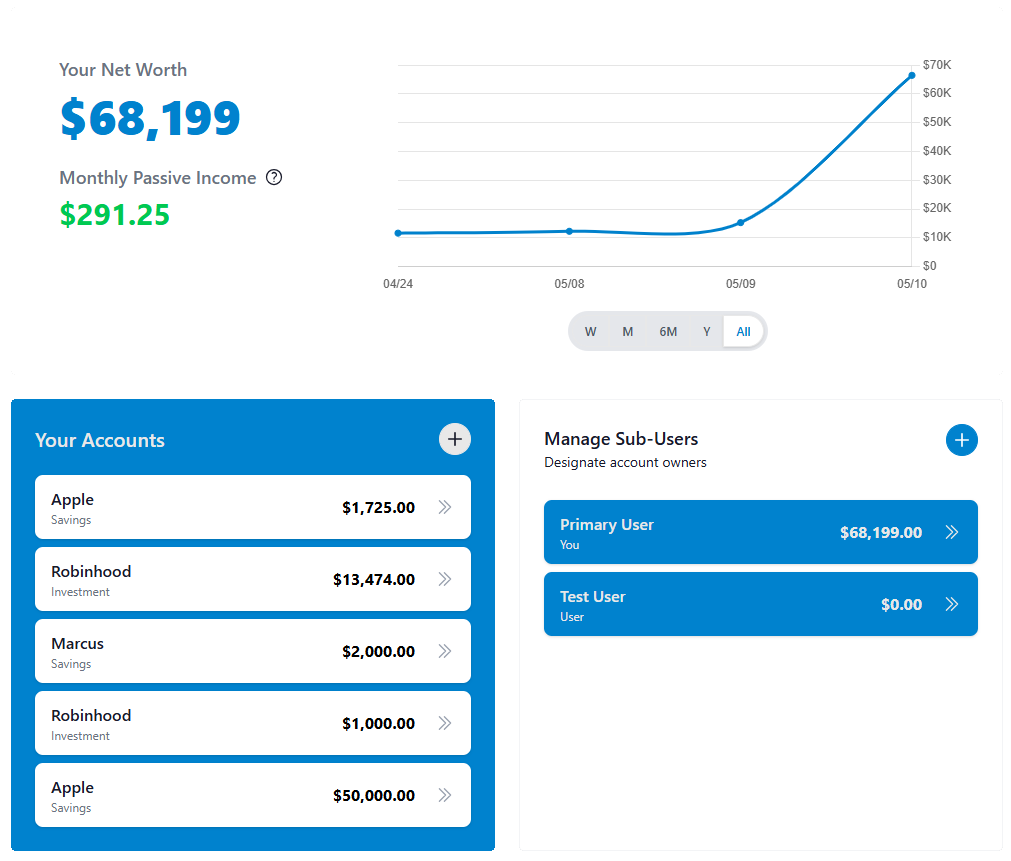 Your Net Worth
$68,199
Monthly Passive Income ?
$291.25
$70K
$60K
$50K
$40K
$30K
$20K
$10K
$0
04/24 05/08 05/09 05/10
W M 6M Y All
Your Accounts +
Apple
Savings
$1,725.00
Robinhood
Investment
$13,474.00
Marcus
Savings
$2,000.00
Robinhood
Investment
$1,000.00
Apple
Savings
$50,000.00
Manage Sub-Users +
Designate account owners
Primary User
You
$68,199.00
Test User
User
$0.00